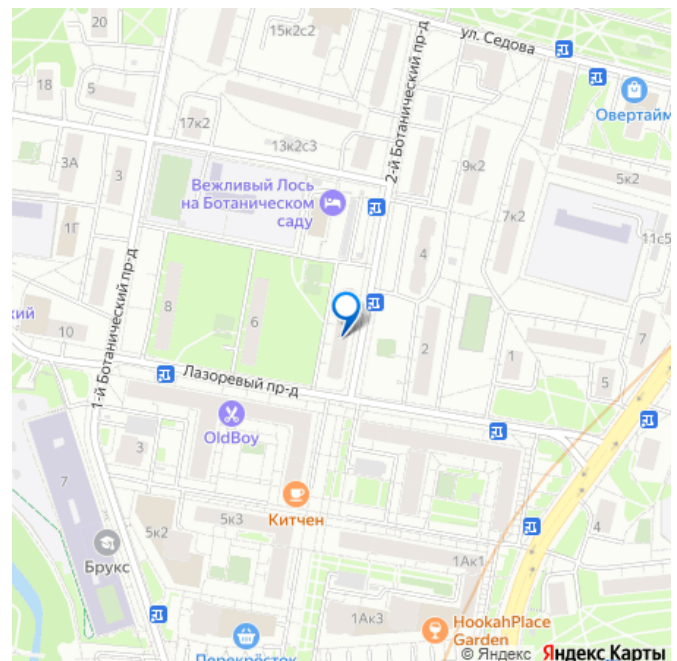 20
15к2с2
ул. Седова
18
5
Овертайм
17к2
2-й Ботанический пр-д
13к2с3
3А
3
9к2
5к2
Вежливый Лось
на Ботаническом
саду
7к2
1Г
11с5
4
1-й Ботанический пр-д
8
6
кий
10
2
1
7
5
Лазоревый пр-д
OldBoy
3
7
5к2
5к3
Китчен
4
Брукс
1Ак1
1Ак3
HookahPlace
Garden
Перекрёсток
© Яндекс Яндекс Карты